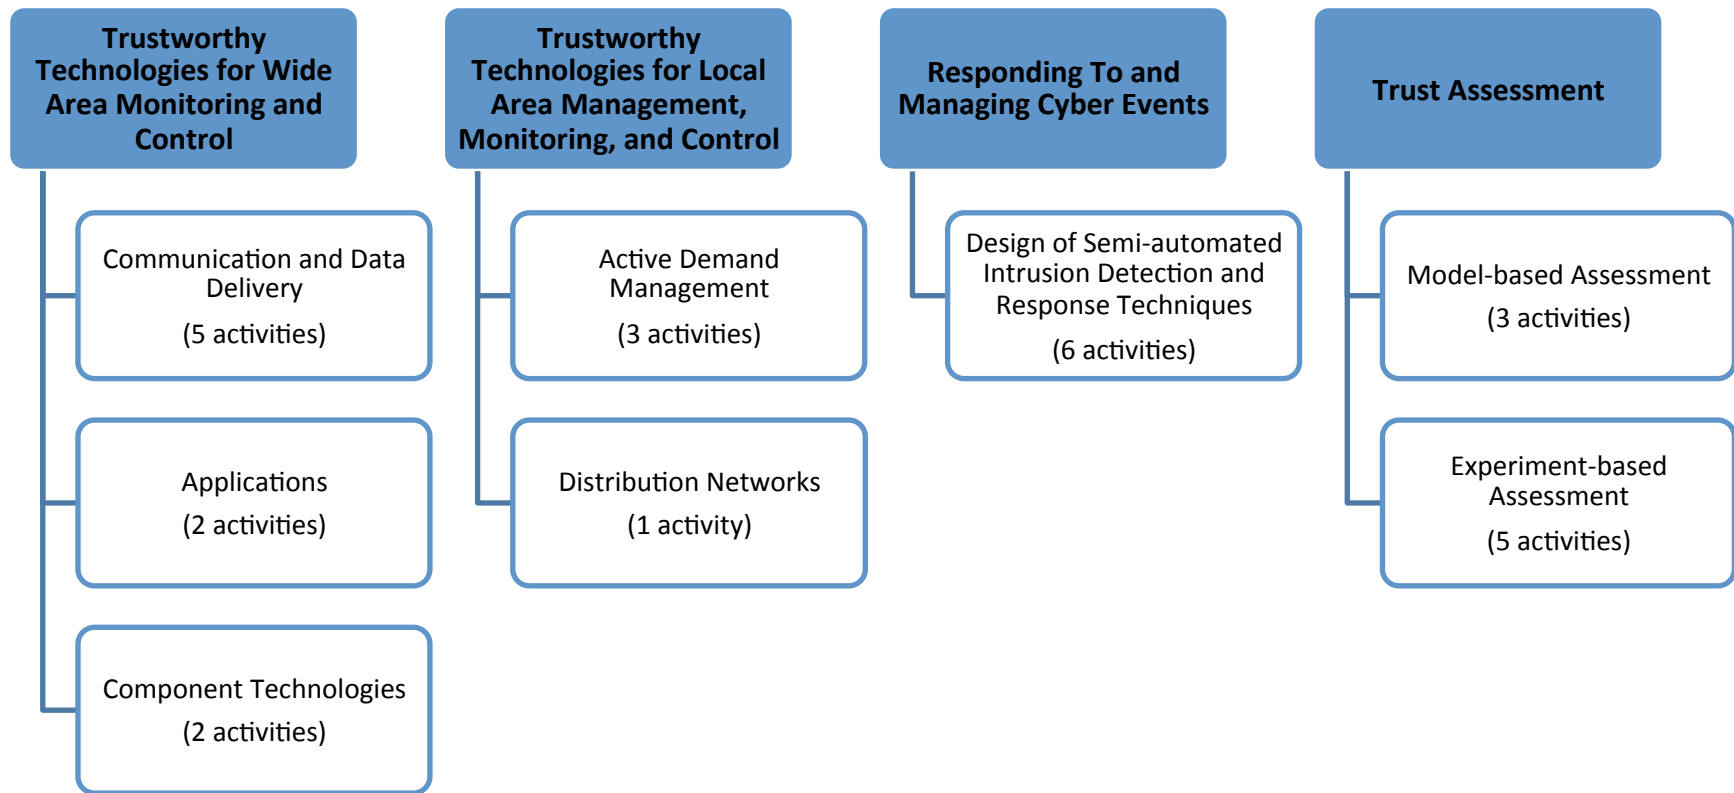 Trustworthy
Technologies for Wide
Area Monitoring and
Control
Communication and Data
Delivery
(5 activities)
Applications
(2 activities)
Component Technologies
(2 activities)
Trustworthy
Technologies for Local
Area Management,
Monitoring, and Control
Active Demand
Management
(3 activities)
Distribution Networks
(1 activity)
Responding To and
Managing Cyber Events
Design of Semi-automated
Intrusion Detection and
Response Techniques
(6 activities)
Trust Assessment
Model-based Assessment
(3 activities)
Experiment-based
Assessment
(5 activities)